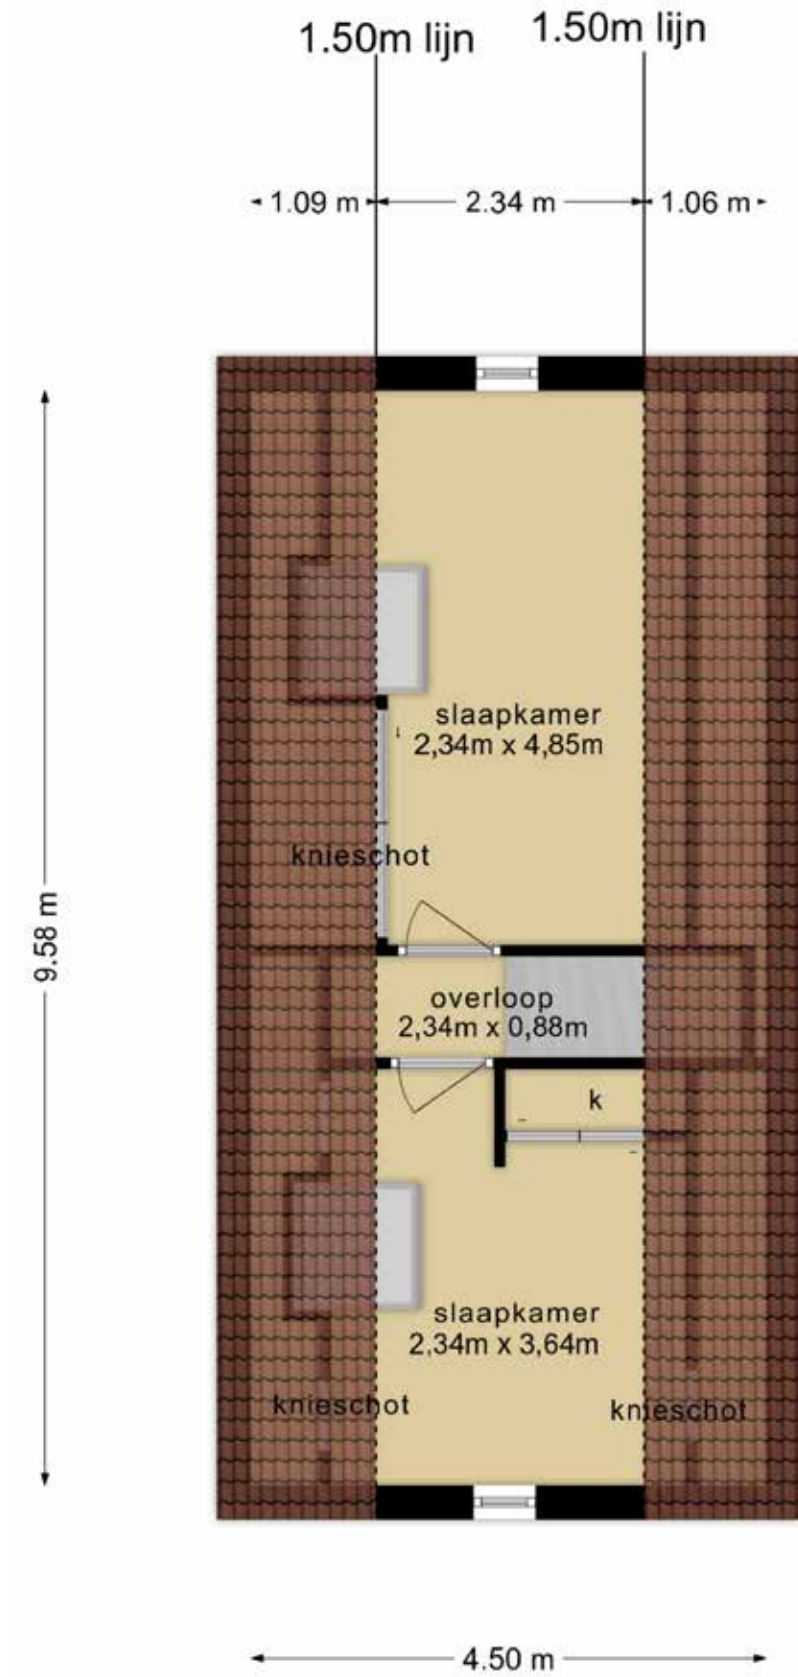 1.50m lijn
1.50m lijn
1.09 m
2.34 m
1.06 m
slaapkamer
2,34m x 4,85m
knieschot
9.58 m
overloop
2,34m x 0,88m
k
slaapkamer
2,34m x 3,64m
knieschot
knieschot
4.50 m